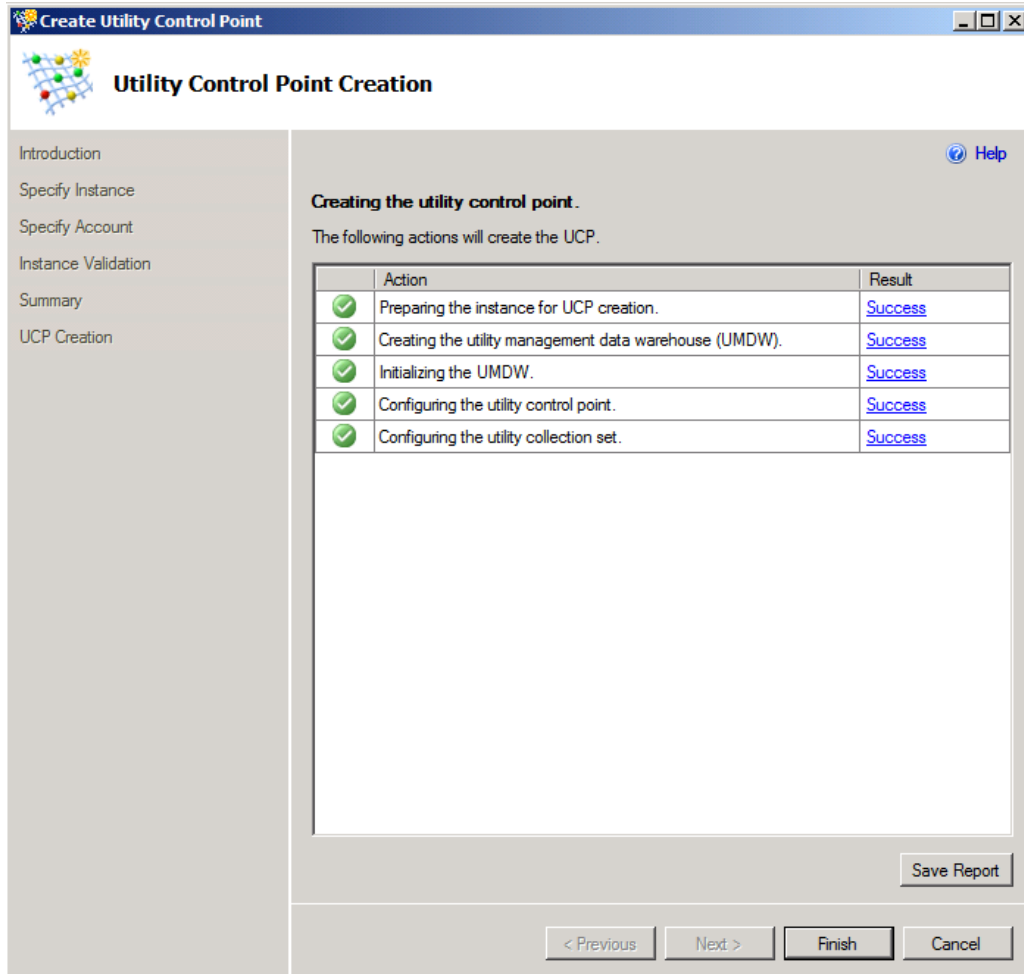 Create Utility Control Point
Utility Control Point Creation
Introduction
Specify Instance
Specify Account
Instance Validation
Summary
UCP Creation
Help
Creating the utility control point.
The following actions will create the UCP.
Action Result
Preparing the instance for UCP creation. Success
Creating the utility management data warehouse (UMDW). Success
Initializing the UMDW. Success
Configuring the utility control point. Success
Configuring the utility collection set. Success
Save Report
< Previous Next > Finish Cancel